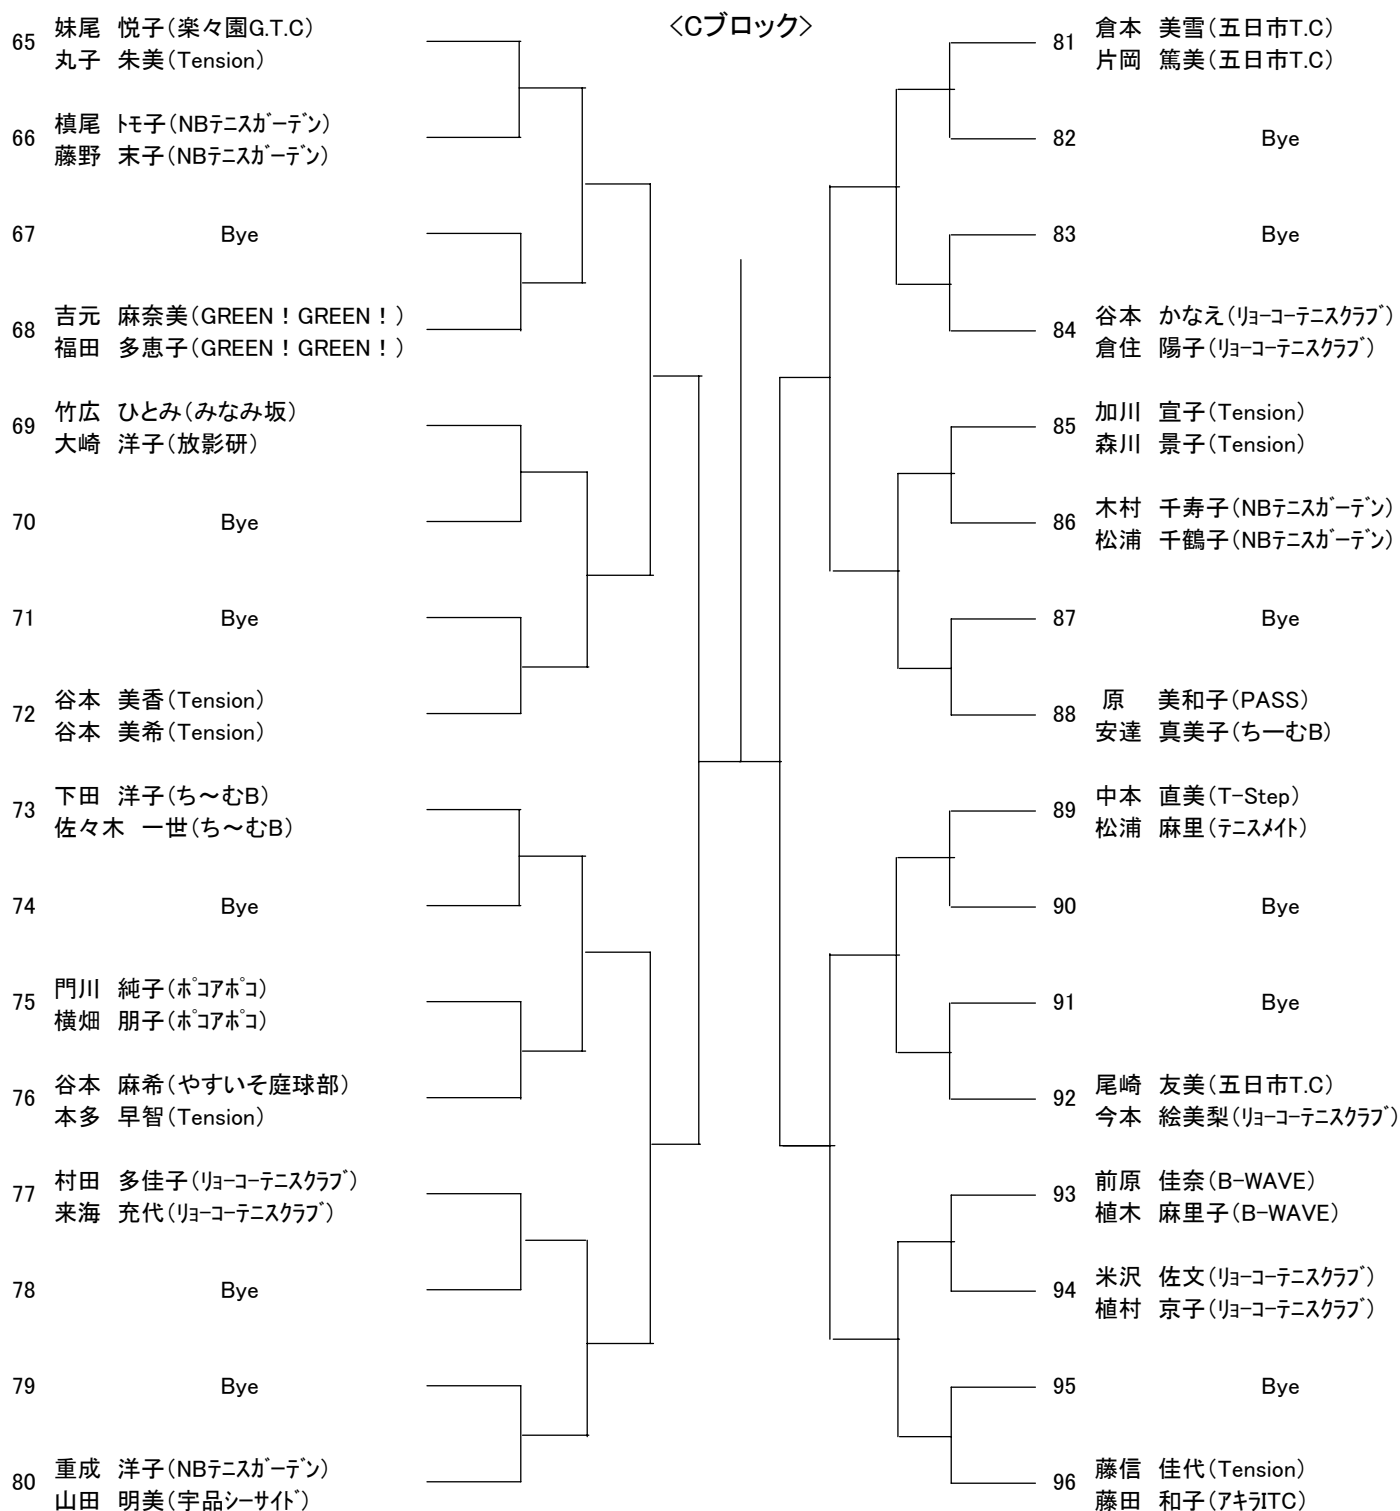 <Cブロック>
65 妹尾 悦子(楽々園G.T.C)
丸子 朱美(Tension)
66 槙尾 ﾄﾓ子(NBﾃﾆｽｶﾞｰﾃﾞﾝ)
藤野 末子(NBﾃﾆｽｶﾞｰﾃﾞﾝ)
67 Bye
68 吉元 麻奈美(GREEN!GREEN!)
福田 多恵子(GREEN!GREEN!)
69 竹広 ひとみ(みなみ坂)
大崎 洋子(放影研)
70 Bye
71 Bye
72 谷本 美香(Tension)
谷本 美希(Tension)
73 下田 洋子(ち～むB)
佐々木 一世(ち～むB)
74 Bye
75 門川 純子(ﾎﾟｺｱﾎﾟｺ)
横畑 朋子(ﾎﾟｺｱﾎﾟｺ)
76 谷本 麻希(やすいそ庭球部)
本多 早智(Tension)
77 村田 多佳子(ﾘｮｰｺｰﾃﾆｽｸﾗﾌﾞ)
来海 充代(ﾘｮｰｺｰﾃﾆｽｸﾗﾌﾞ)
78 Bye
79 Bye
80 重成 洋子(NBﾃﾆｽｶﾞｰﾃﾞﾝ)
山田 明美(宇品ｼｰｻｲﾄﾞ)
81 倉本 美雪(五日市T.C)
片岡 篤美(五日市T.C)
82 Bye
83 Bye
84 谷本 かなえ(ﾘｮｰｺｰﾃﾆｽｸﾗﾌﾞ)
倉住 陽子(ﾘｮｰｺｰﾃﾆｽｸﾗﾌﾞ)
85 加川 宣子(Tension)
森川 景子(Tension)
86 木村 千寿子(NBﾃﾆｽｶﾞｰﾃﾞﾝ)
松浦 千鶴子(NBﾃﾆｽｶﾞｰﾃﾞﾝ)
87 Bye
88 原 美和子(PASS)
安達 真美子(ちーむB)
89 中本 直美(T-Step)
松浦 麻里(ﾃﾆｽﾒｲﾄ)
90 Bye
91 Bye
92 尾崎 友美(五日市T.C)
今本 絵美梨(ﾘｮｰｺｰﾃﾆｽｸﾗﾌﾞ)
93 前原 佳奈(B-WAVE)
植木 麻里子(B-WAVE)
94 米沢 佐文(ﾘｮｰｺｰﾃﾆｽｸﾗﾌﾞ)
植村 京子(ﾘｮｰｺｰﾃﾆｽｸﾗﾌﾞ)
95 Bye
96 藤信 佳代(Tension)
藤田 和子(ｱｷﾗITC)